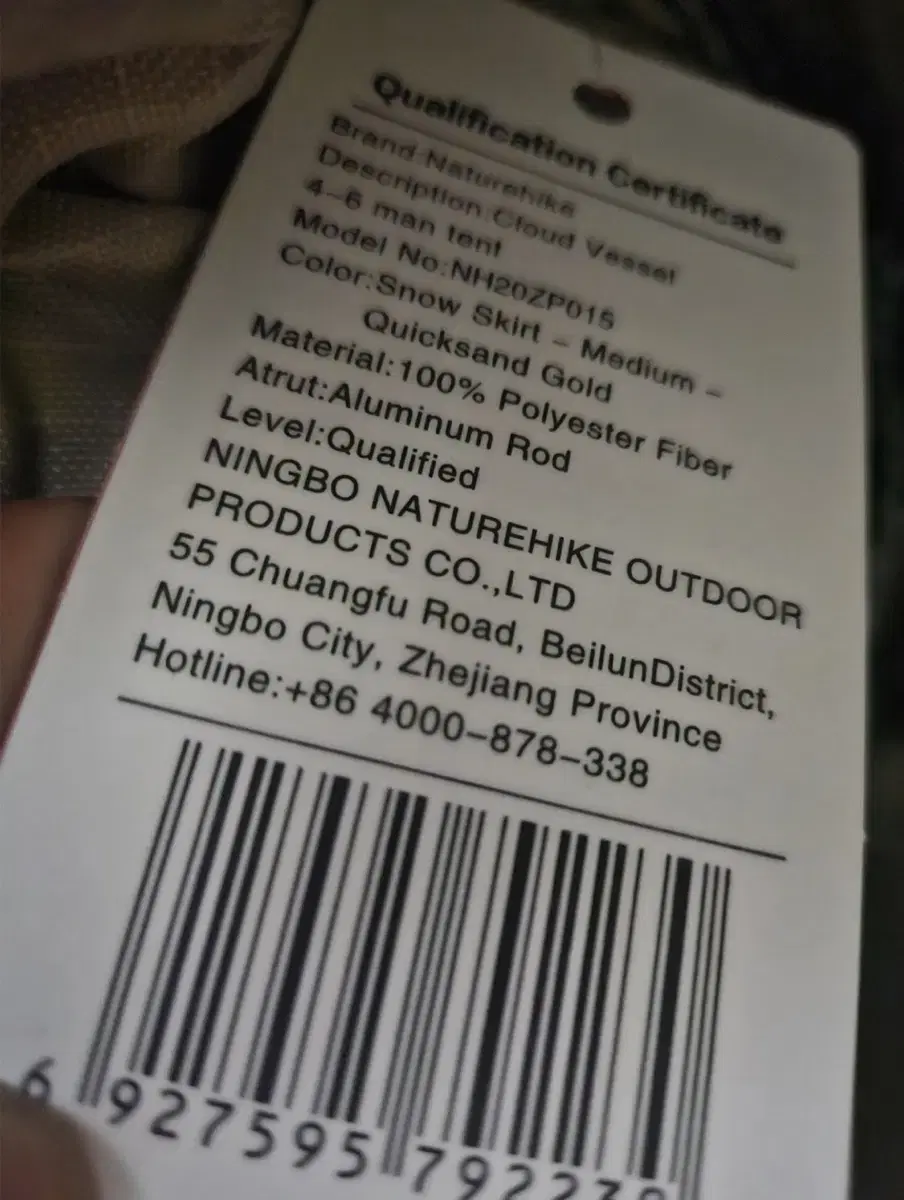 Qualification Certificate
Brand:Naturehike
Description:Cloud Vessel
4-6 man tent
Model No:NH20ZP015
Color:Snow Skirt - Medium -
Quicksand Gold
Material:100% Polyester Fiber
Atrut:Aluminum Rod
Level:Qualified
NINGBO NATUREHIKE OUTDOOR
PRODUCTS CO.,LTD
55 Chuangfu Road, BeilunDistrict,
Ningbo City, Zhejiang Province
Hotline:+86 4000-878-338
6 927595